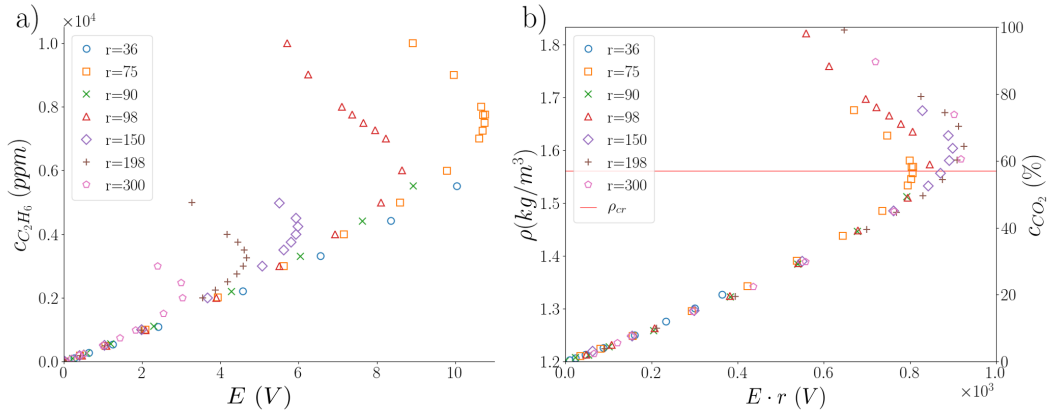 a)
×10⁴
1.0
0.8
0.6
0.4
0.2
0.0
c_{C₂H₆} (ppm)
r=36
r=75
r=90
r=98
r=150
r=198
r=300
0 2 4 6 8 10
E (V)
b)
1.8
1.7
1.6
1.5
1.4
1.3
1.2
ρ(kg/m³)
r=36
r=75
r=90
r=98
r=150
r=198
r=300
ρ_{cr}
100
80
60
40
20
0
c_{CO₂} (%)
0.0 0.2 0.4 0.6 0.8 1.0
×10³
E · r (V)